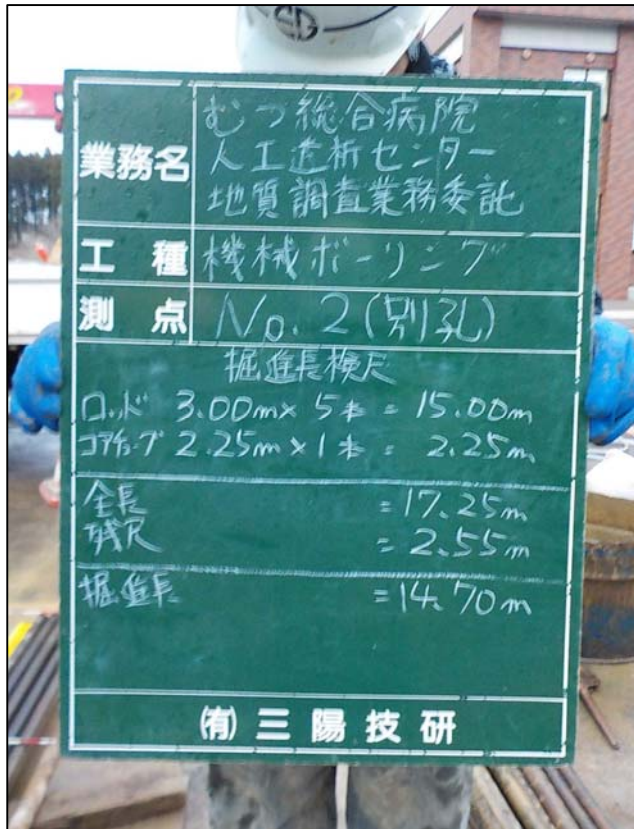 SG
業務名
むつ総合病院
人工透析センター
地質調査業務委託
工種 機械ボーリング
測点 No.2(別孔)
掘進長検尺
ロッド 3.00m×5本=15.00m
コアチューブ 2.25m×1本=2.25m
全長 =17.25m
残尺 =2.55m
掘進長 =14.70m
(有)三陽技研